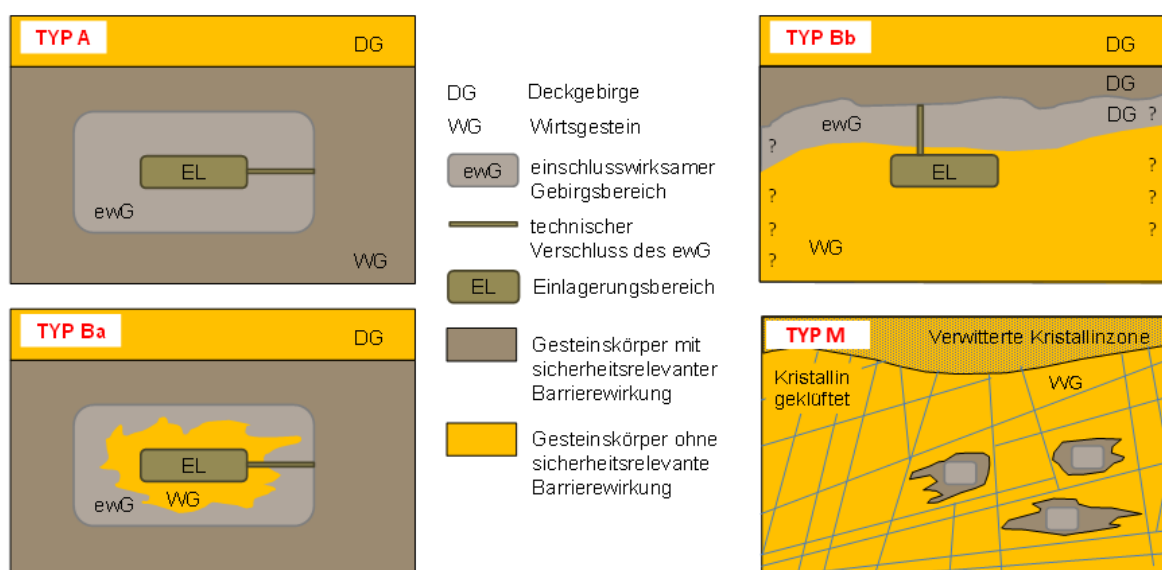 TYP A
DG
EL
ewG
WG
TYP Ba
DG
EL
WG
ewG
DG Deckgebirge
WG Wirtsgestein
ewG einschlusswirksamer
Gebirgsbereich
technischer
Verschluss des ewG
EL Einlagerungsbereich
Gesteinskörper mit
sicherheitsrelevanter
Barrierewirkung
Gesteinskörper ohne
sicherheitsrelevante
Barrierewirkung
TYP Bb
DG
DG
ewG
DG ?
?
EL
?
?
?
?
?
WG
?
TYP M
Verwitterte Kristallinzone
Kristallin
geklüftet
WG